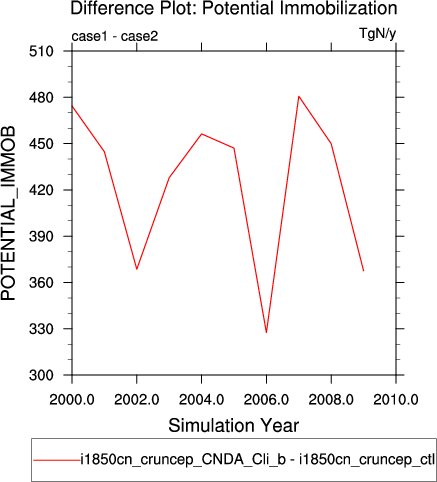 Difference Plot: Potential Immobilization
case1 - case2
TgN/y
510
480
450
420
390
360
330
300
POTENTIAL_IMMOB
2000.0 2002.0 2004.0 2006.0 2008.0 2010.0
Simulation Year
i1850cn_cruncep_CNDA_Cli_b - i1850cn_cruncep_ctl